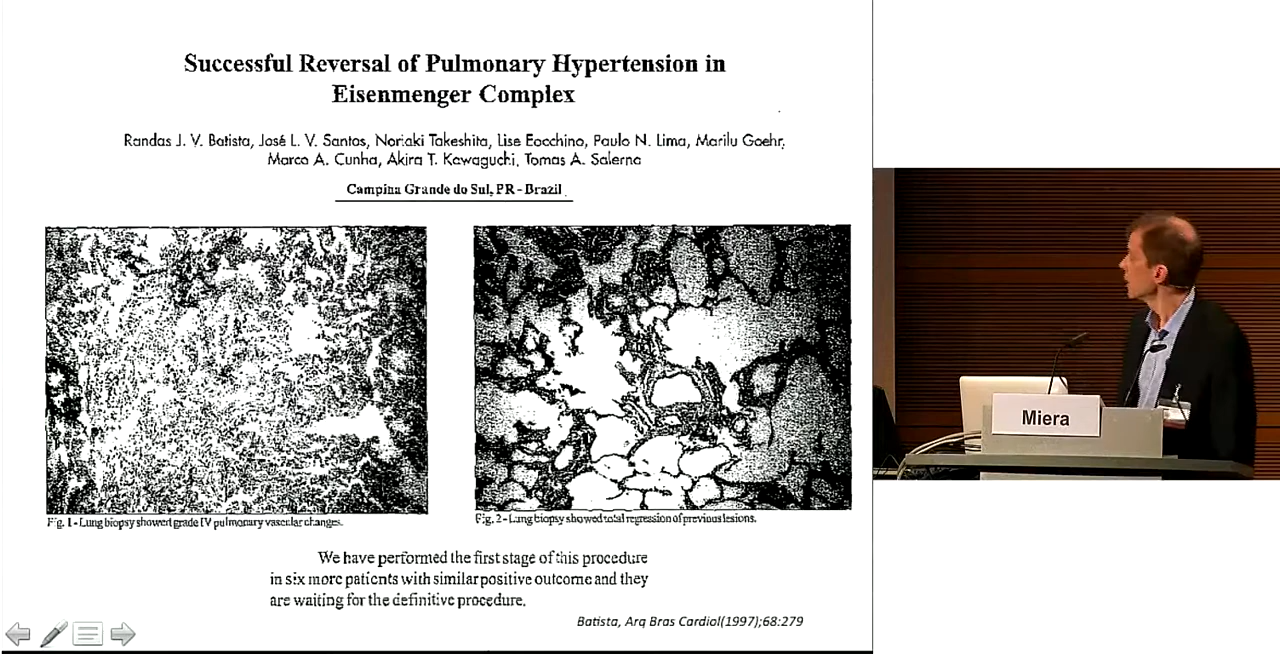 Successful Reversal of Pulmonary Hypertension in
Eisenmenger Complex
Randas J. V. Batista, José L. V. Santos, Noriaki Takeshita, Lise Bocchino, Paulo N. Lima, Marilu Goehr,
Marco A. Cunha, Akira T. Kawaguchi, Tomas A. Salerno
Campina Grande do Sul, PR - Brazil
Fig. 1 - Lung biopsy showed grade IV pulmonary vascular changes.
Fig. 2 - Lung biopsy showed total regression of previous lesions.
We have performed the first stage of this procedure
in six more patients with similar positive outcome and they
are waiting for the definitive procedure.
Batista, Arq Bras Cardiol(1997);68:279
Miera